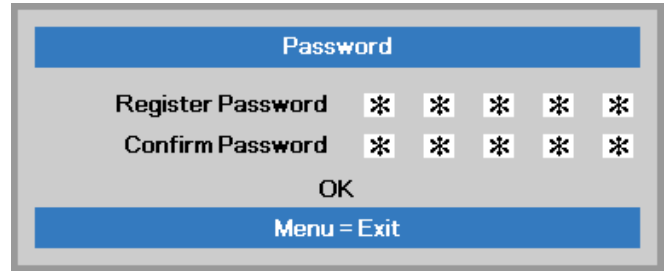 Password
Register Password * * * * *
Confirm Password * * * * *
OK
Menu = Exit